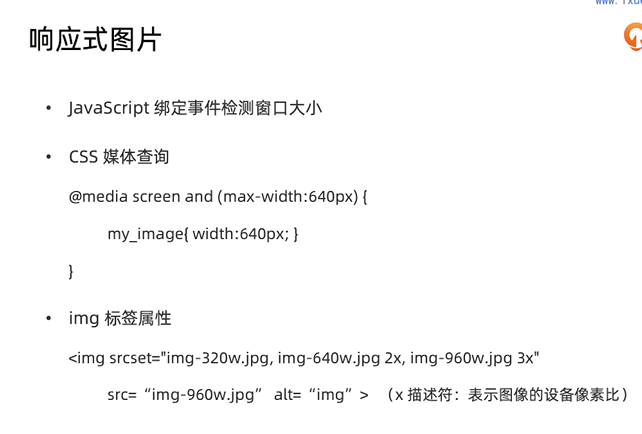 响应式图片
• JavaScript 绑定事件检测窗口大小
• CSS 媒体查询
@media screen and (max-width:640px) {
my_image{ width:640px; }
}
• img 标签属性
<img srcset="img-320w.jpg, img-640w.jpg 2x, img-960w.jpg 3x"
src= “img-960w.jpg” alt= “img” > （x 描述符：表示图像的设备像素比）